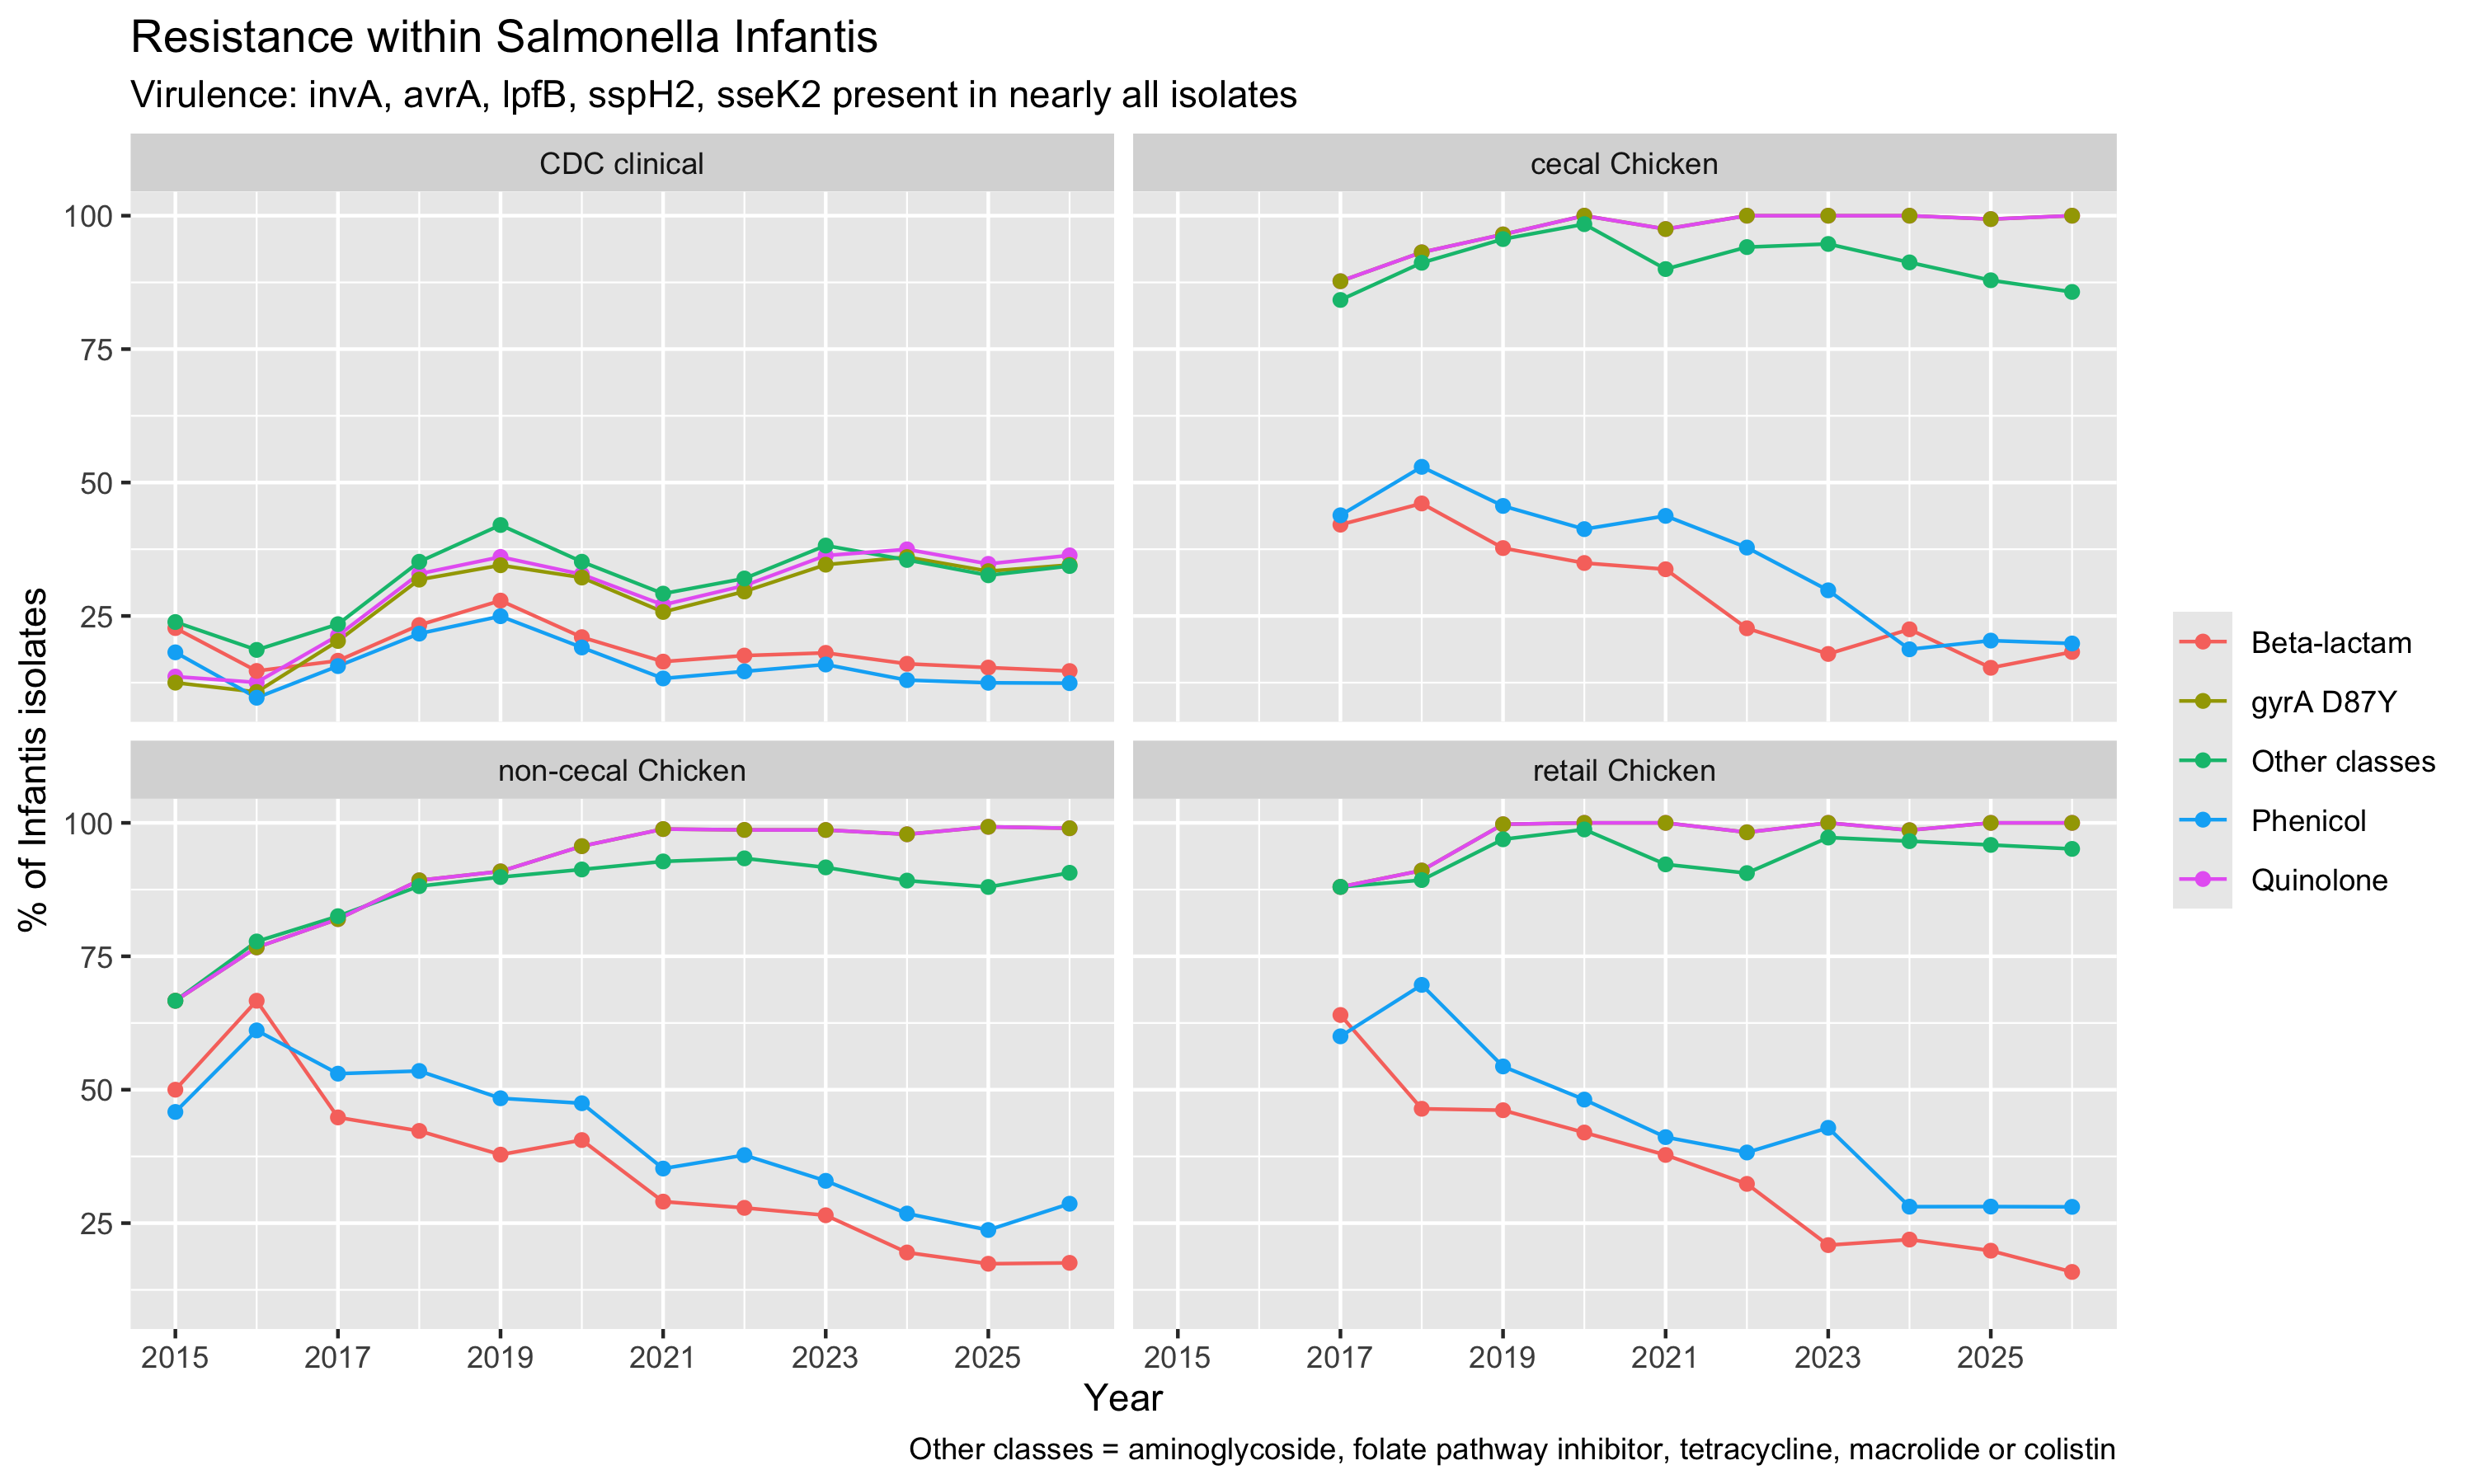 Resistance within Salmonella Infantis
Virulence: invA, avrA, lpfB, sspH2, sseK2 present in nearly all isolates
CDC clinical
cecal Chicken
100
75
50
25
non-cecal Chicken
retail Chicken
100
75
50
25
% of Infantis isolates
2015 2017 2019 2021 2023 2025
2015 2017 2019 2021 2023 2025
Year
Beta-lactam
gyrA D87Y
Other classes
Phenicol
Quinolone
Other classes = aminoglycoside, folate pathway inhibitor, tetracycline, macrolide or colistin